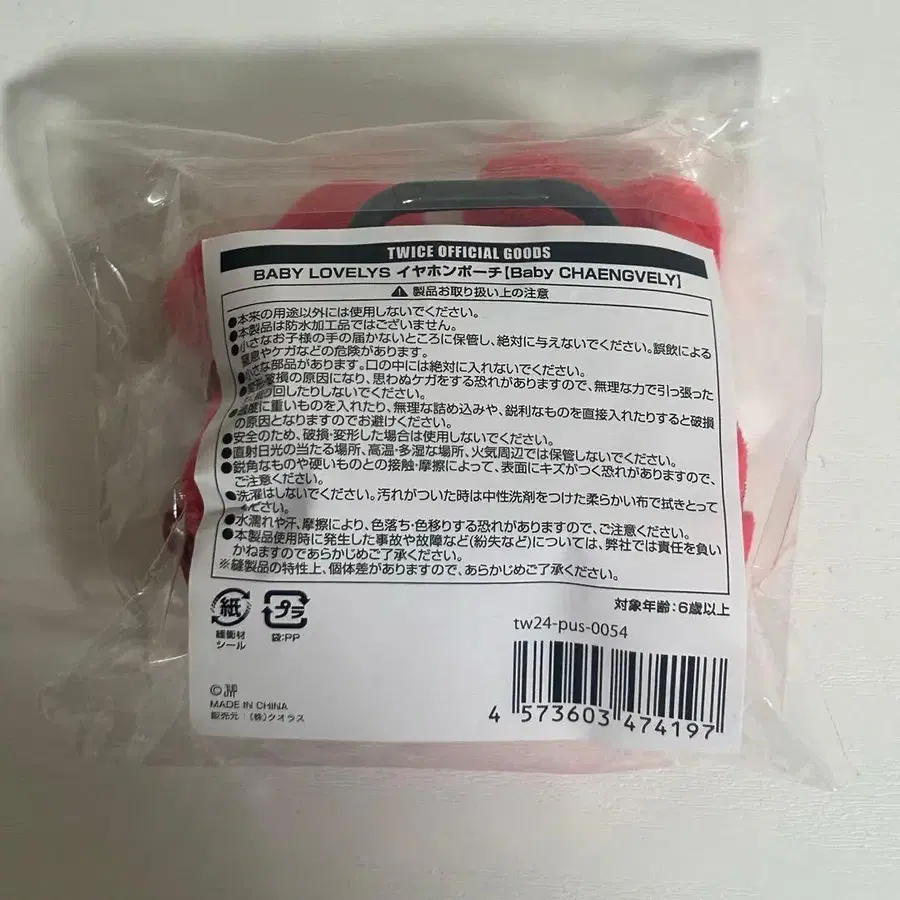 TWICE OFFICIAL GOODS
BABY LOVELYS イヤホンポーチ[Baby CHAENGVELY]
製品お取り扱い上の注意
●本来の用途以外には使用しないでください。
●本製品は防水加工品ではございません。
●小さなお子様の手の届かないところに保管し、絶対に与えないでください。誤飲による
窒息やケガなどの危険があります。
●小さな部品があります。口の中には絶対に入れないでください。
破損の原因になり、思わぬケガをする恐れがありますので、無理な力で引っ張った
り回したりしないでください。
●過度に重いものを入れたり、無理な詰め込みや、鋭利なものを直接入れたりすると破損
の原因となりますのでお避けください。
●安全のため、破損・変形した場合は使用しないでください。
●直射日光の当たる場所、高温・多湿な場所、火気周辺では保管しないでください。
●鋭角なものや硬いものとの接触・摩擦によって、表面にキズがつく恐れがありますので、
ご注意ください。
●洗濯はしないでください。汚れがついた時は中性洗剤をつけた柔らかい布で拭きとって
ください。
●水濡れや汗、摩擦により、色落ち・色移りする恐れがありますので、ご注意ください。
●本製品使用時に発生した事故や故障など(紛失など)については、弊社では責任を負い
かねますのであらかじめご了承ください。
※縫製品の特性上、個体差がありますので、あらかじめご了承ください。
対象年齢:6歳以上
紙
緩衝材
シール
プラ
袋:PP
tw24-pus-0054
© JYP
MADE IN CHINA
販売元:(株)クオラス
4 573603 474197